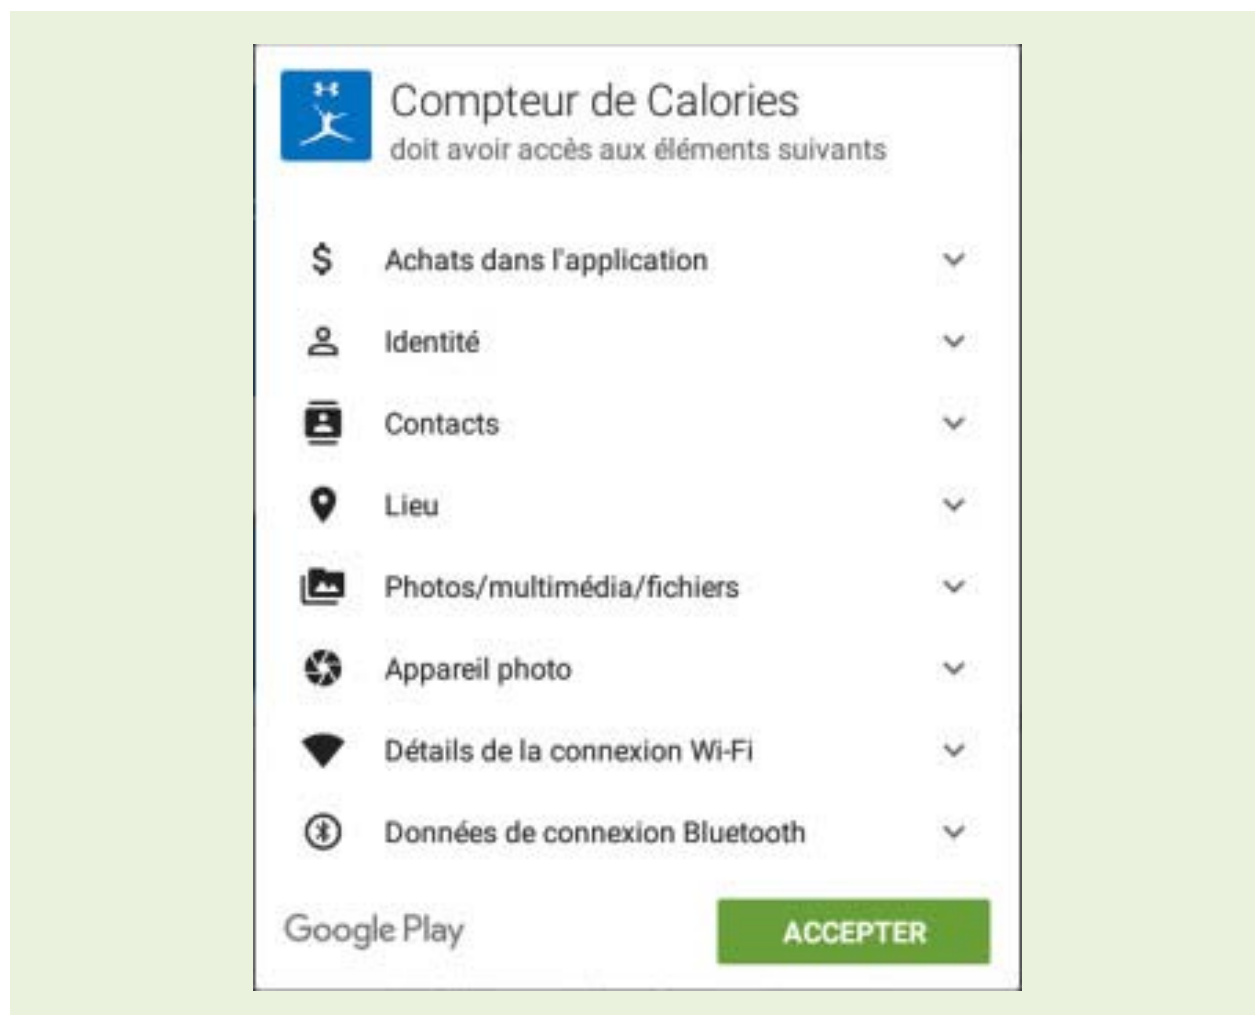 Compteur de Calories
doit avoir accès aux éléments suivants
$ Achats dans l'application
Identité
Contacts
Lieu
Photos/multimédia/fichiers
Appareil photo
Détails de la connexion Wi-Fi
Données de connexion Bluetooth
Google Play
ACCEPTER